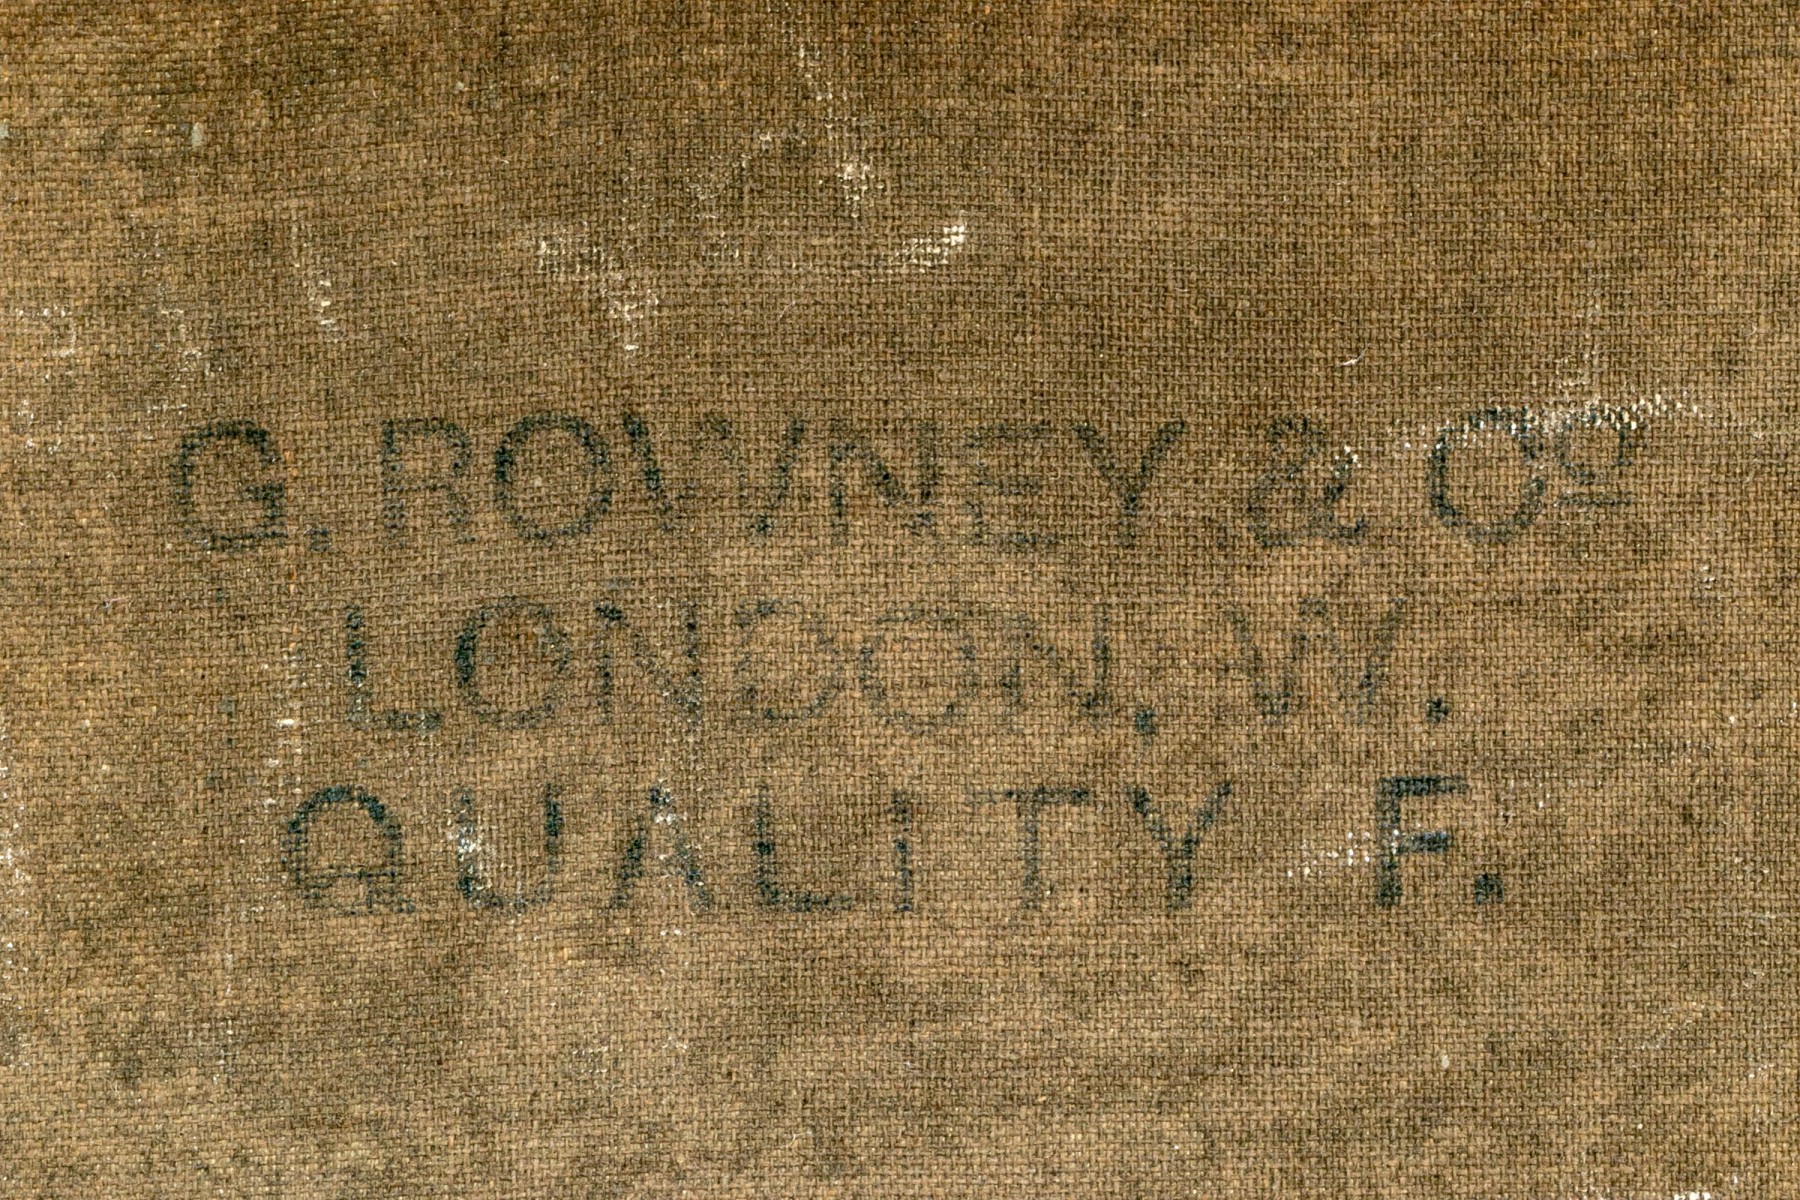 G. ROWNEY & Cº
LONDON, W.
QUALITY F.